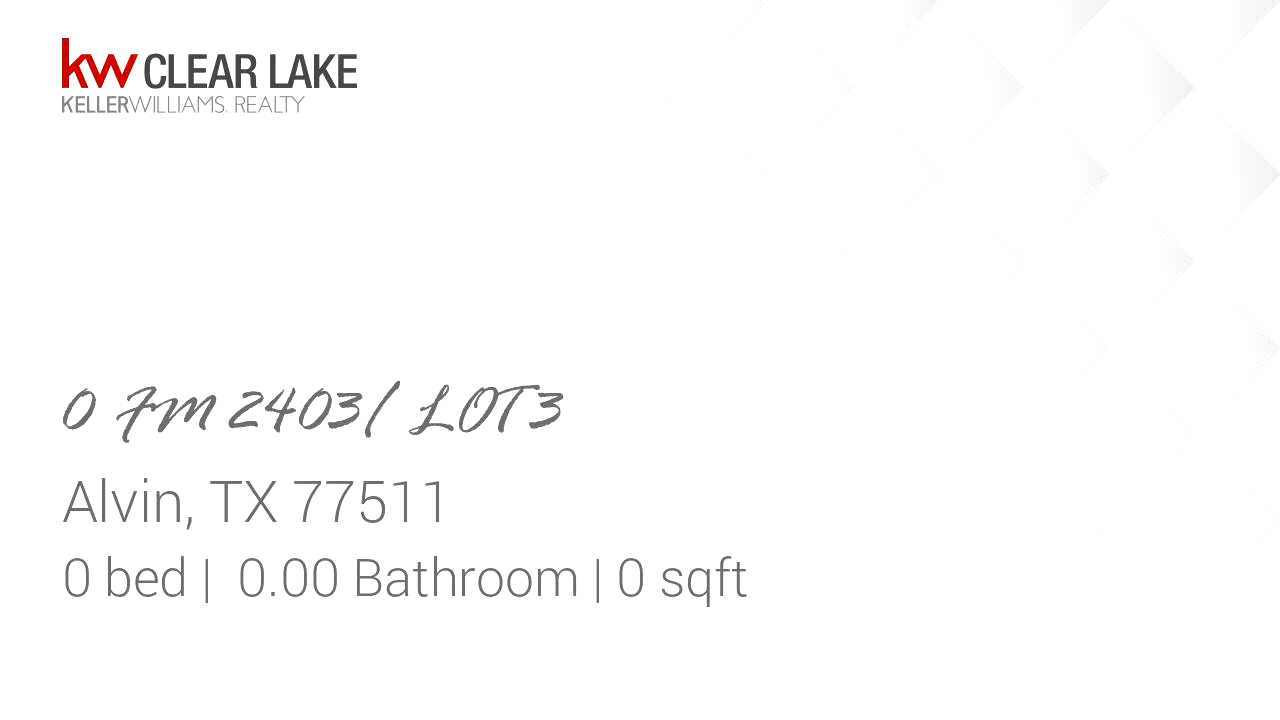 kw CLEAR LAKE
KELLERWILLIAMS. REALTY
0 Fm 2403/ LOT3
Alvin, TX 77511
0 bed | 0.00 Bathroom | 0 sqft